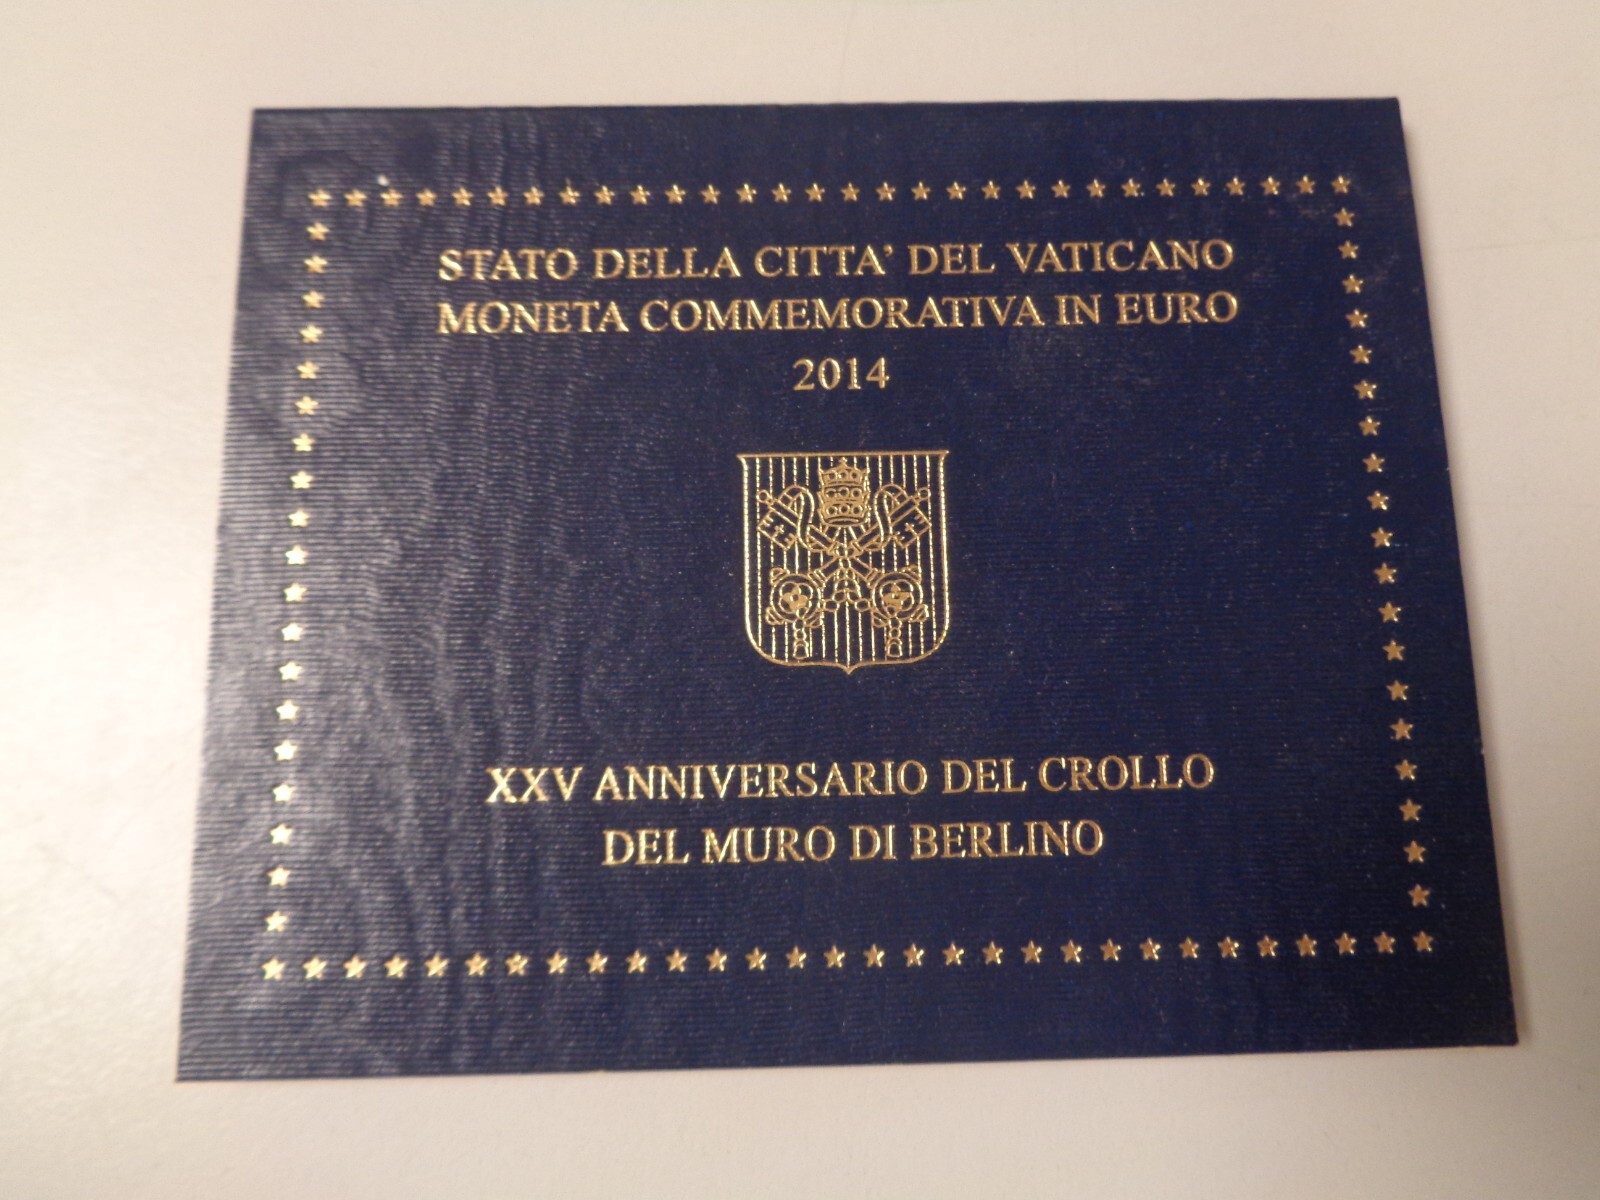 STATO DELLA CITTA' DEL VATICANO
MONETA COMMEMORATIVA IN EURO
2014
XXV ANNIVERSARIO DEL CROLLO
DEL MURO DI BERLINO